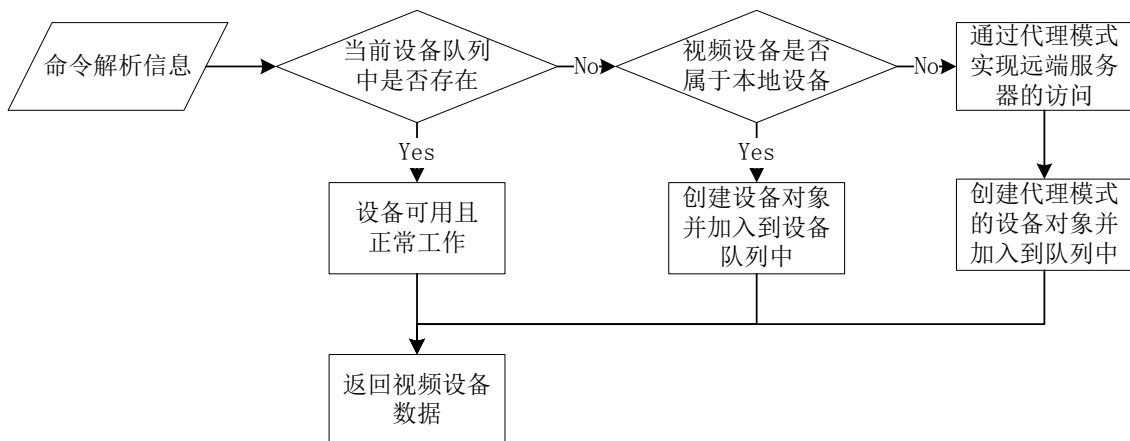 命令解析信息
当前设备队列
中是否存在
No
视频设备是否
属于本地设备
No
通过代理模式
实现远端服务
器的访问
Yes
Yes
设备可用且
正常工作
创建设备对象
并加入到设备
队列中
创建代理模式
的设备对象并
加入到队列中
返回视频设备
数据